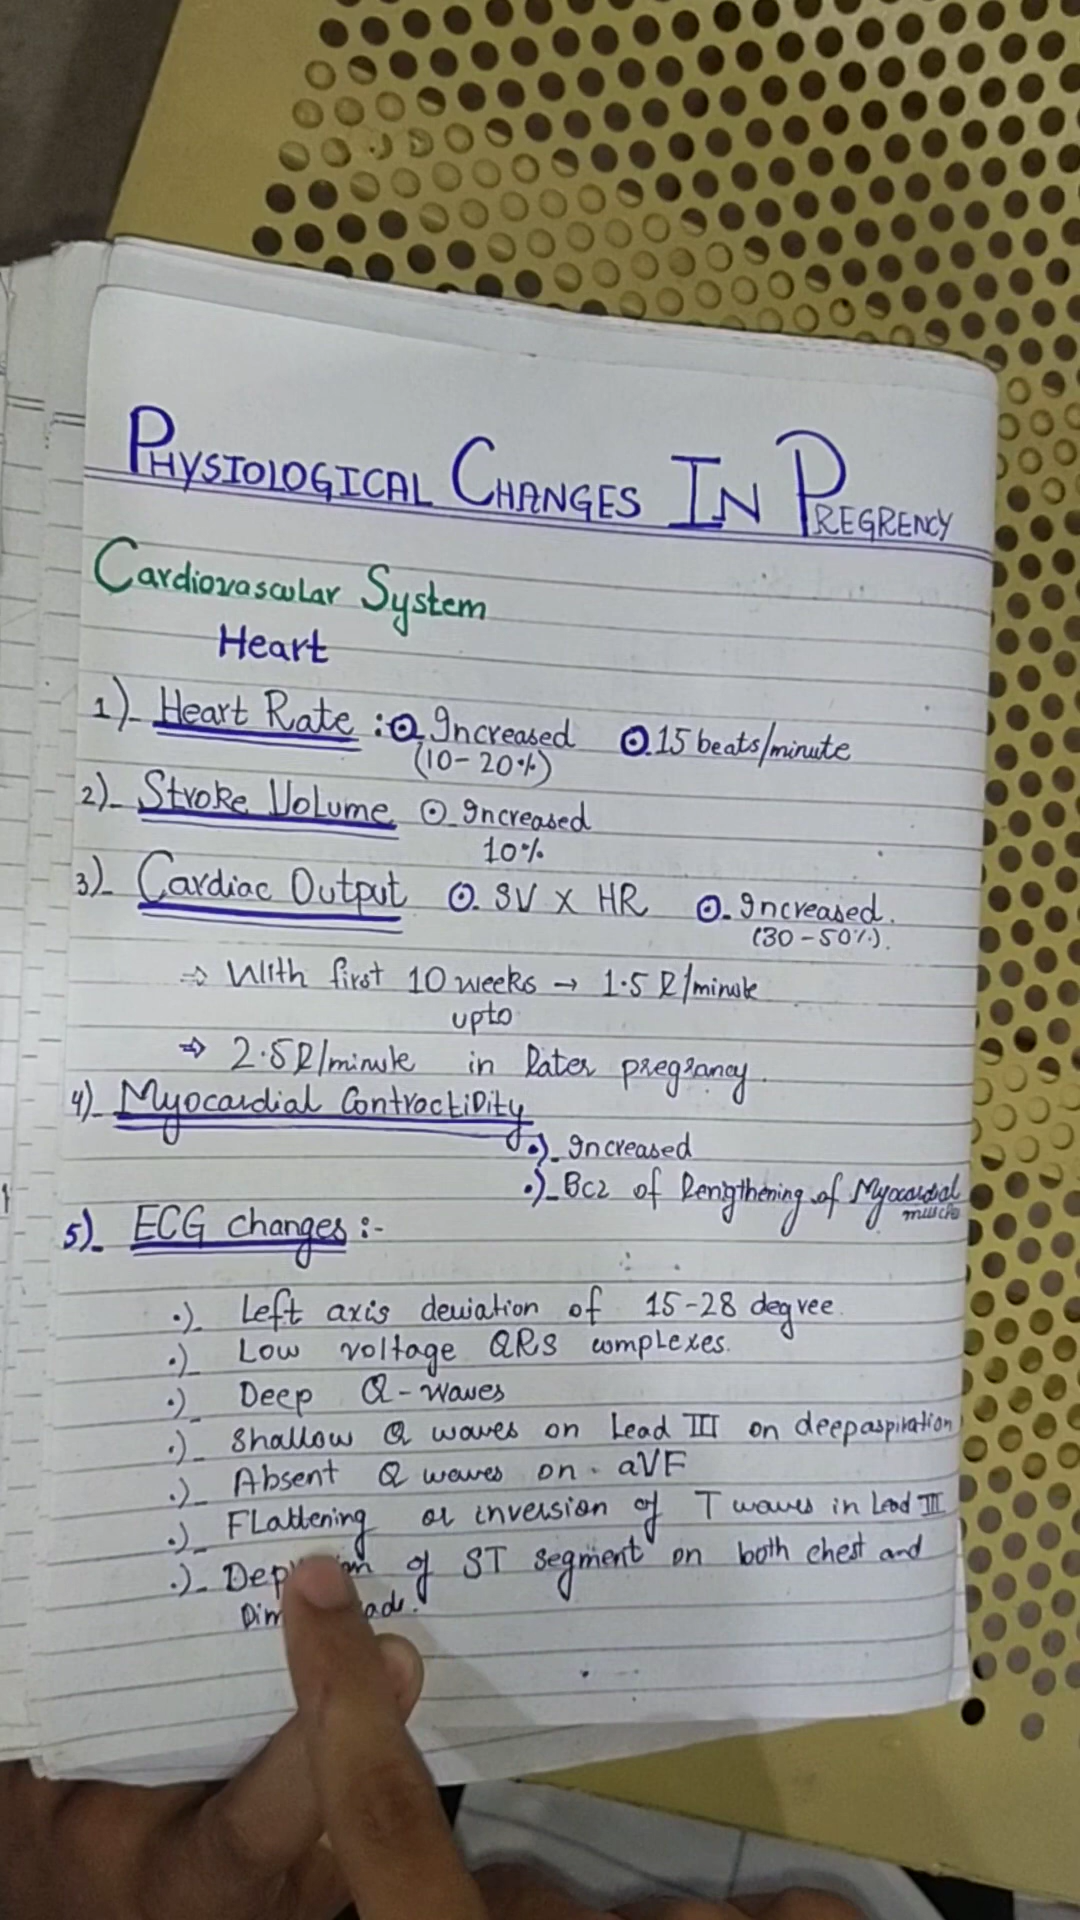 PHYSIOLOGICAL CHANGES IN PREGRENCY
Cardiovascular System
Heart
1)- Heart Rate : Increased 15 beats/minute
(10-20%)
2)- Stroke Volume Increased
10%
3)- Cardiac Output SV X HR Increased.
(30-50%).
⇒ With first 10 weeks → 1.5 l/minute
upto
⇒ 2.5l/minute in later pregnancy.
4)- Myocardial Contractility
•)- Increased
•)- Bcz of lengthening of Myocardial
muscle
5)- ECG changes :-
•)- Left axis deviation of 15-28 degree.
•)- Low voltage QRS complexes.
•)- Deep Q-waves
•)- Shallow Q waves on Lead III on deepaspiration
•)- Absent Q waves on aVF
•)- Flattening or inversion of T waves in Lead III
•)- of ST segment on both chest and